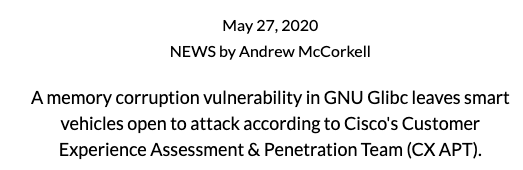 May 27, 2020
NEWS by Andrew McCorkell
A memory corruption vulnerability in GNU Glibc leaves smart
vehicles open to attack according to Cisco's Customer
Experience Assessment & Penetration Team (CX APT).